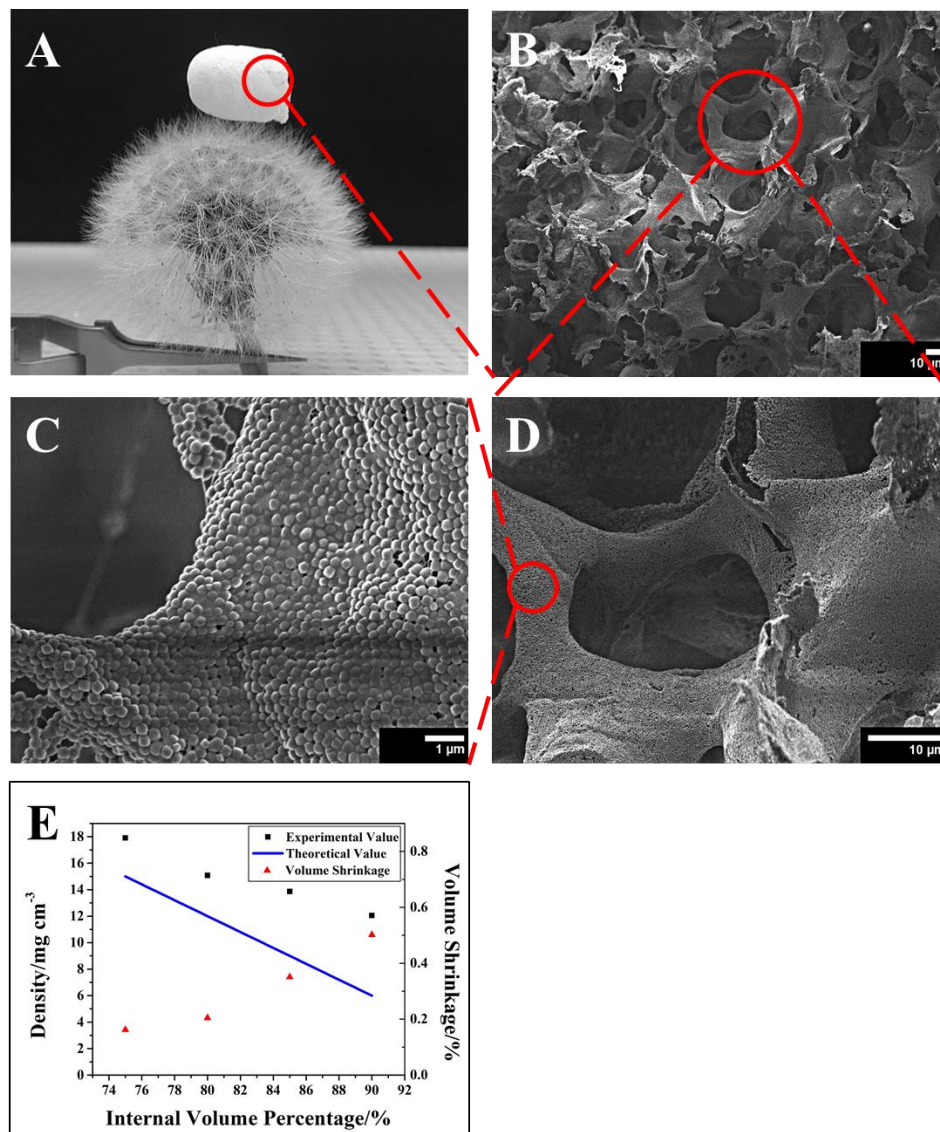 A
B
10 µm
C
1 µm
D
10 µm
E
Experimental Value
Theoretical Value
Volume Shrinkage
18
16
14
12
10
8
6
4
2
0
Density/mg cm⁻³
0.8
0.6
0.4
0.2
0.0
Volume Shrinkage/%
74 76 78 80 82 84 86 88 90 92
Internal Volume Percentage/%